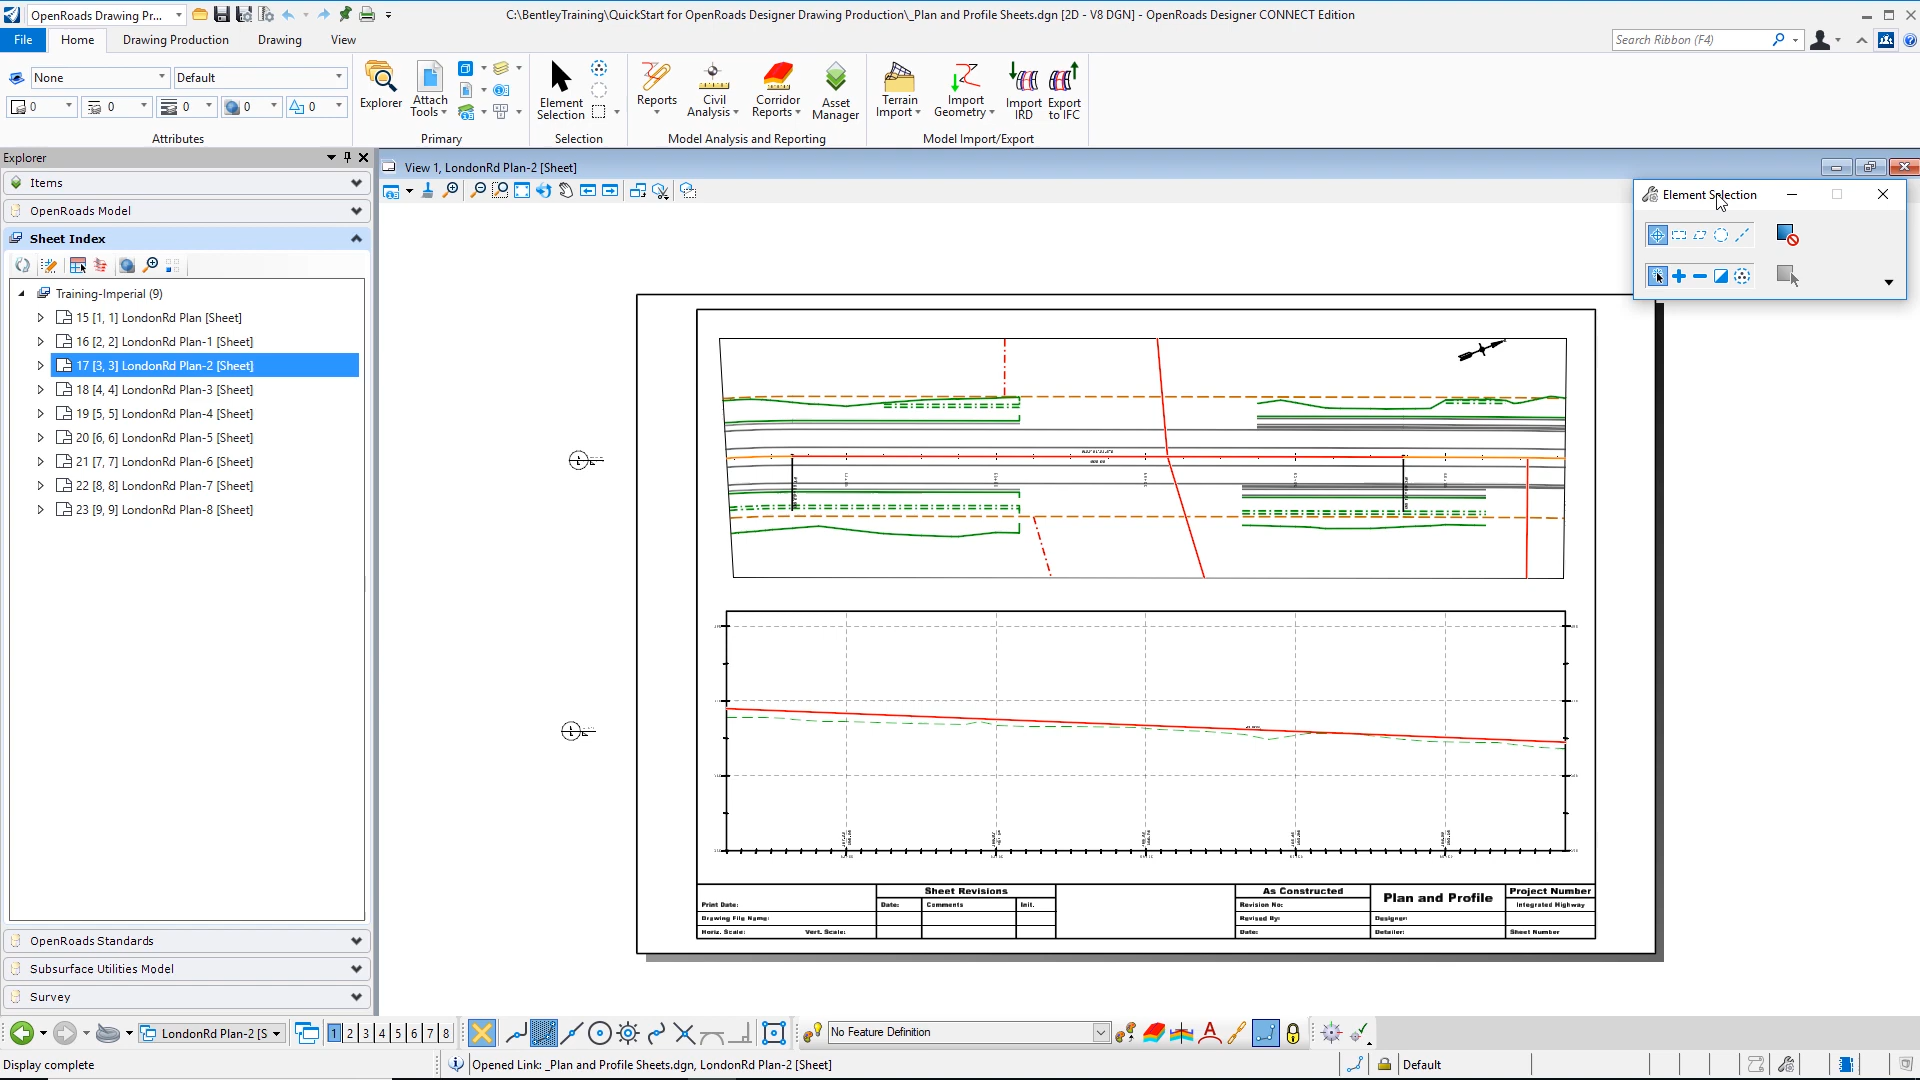 OpenRoads Drawing Pr...
C:\BentleyTraining\QuickStart for OpenRoads Designer Drawing Production\_Plan and Profile Sheets.dgn [2D - V8 DGN] - OpenRoads Designer CONNECT Edition
File Home Drawing Production Drawing View
Search Ribbon (F4)
None Default
0 0 0 0 0
Attributes
Explorer
Attach Tools
Primary
Element Selection
Selection
Reports
Civil Analysis
Corridor Reports
Asset Manager
Model Analysis and Reporting
Terrain Import
Import Geometry
Import IRD
Export to IFC
Model Import/Export
Explorer
Items
OpenRoads Model
Sheet Index
Training-Imperial (9)
15 [1, 1] LondonRd Plan [Sheet]
16 [2, 2] LondonRd Plan-1 [Sheet]
17 [3, 3] LondonRd Plan-2 [Sheet]
18 [4, 4] LondonRd Plan-3 [Sheet]
19 [5, 5] LondonRd Plan-4 [Sheet]
20 [6, 6] LondonRd Plan-5 [Sheet]
21 [7, 7] LondonRd Plan-6 [Sheet]
22 [8, 8] LondonRd Plan-7 [Sheet]
23 [9, 9] LondonRd Plan-8 [Sheet]
OpenRoads Standards
Subsurface Utilities Model
Survey
View 1, LondonRd Plan-2 [Sheet]
Element Selection
Print Date:
Drawing File Name:
Horiz. Scale: Vert. Scale:
Sheet Revisions
Date: Comments Init.
As Constructed
Revision No:
Revised By:
Date:
Plan and Profile
Designer:
Detailer:
Project Number
Integrated Highway
Sheet Number
LondonRd Plan-2 [S
1 2 3 4 5 6 7 8
No Feature Definition
Display complete
Opened Link: _Plan and Profile Sheets.dgn, LondonRd Plan-2 [Sheet]
Default